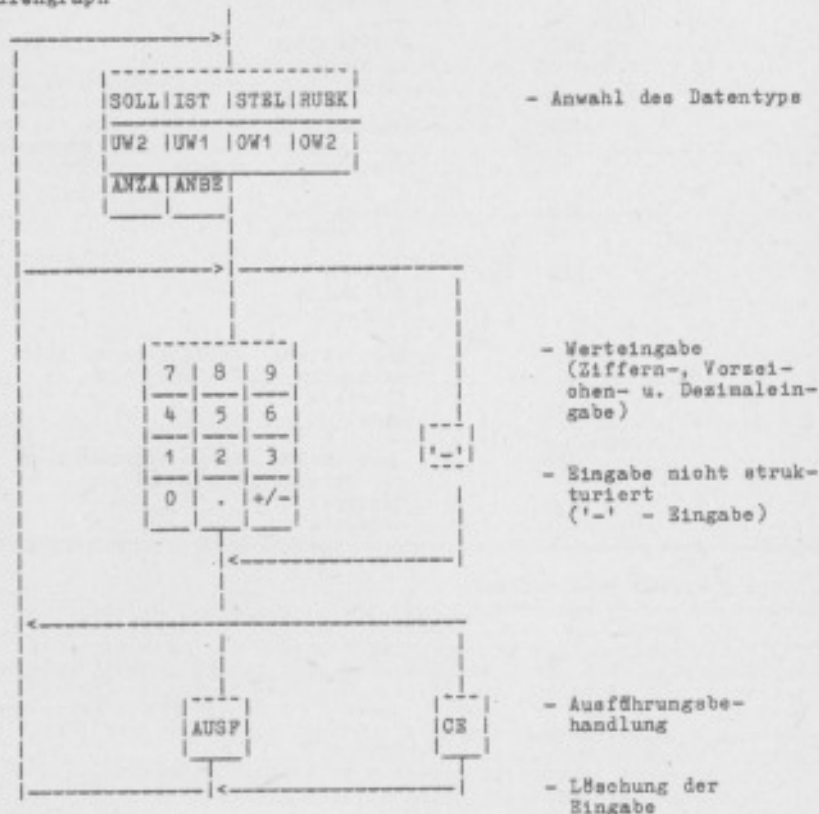 SOLL IST STEL RUEK
- Anwahl des Datentyps
UW2 UW1 OW1 OW2
ANZA ANBE
- Werteingabe
(Ziffern-, Vorzei-
chen- u. Dezimalein-
gabe)
7 8 9
4 5 6
'-'
1 2 3
- Eingabe nicht struk-
turiert
('-' - Eingabe)
0 . +/-
- Ausführungsbe-
handlung
AUSF CE
- Löschung der
Eingabe